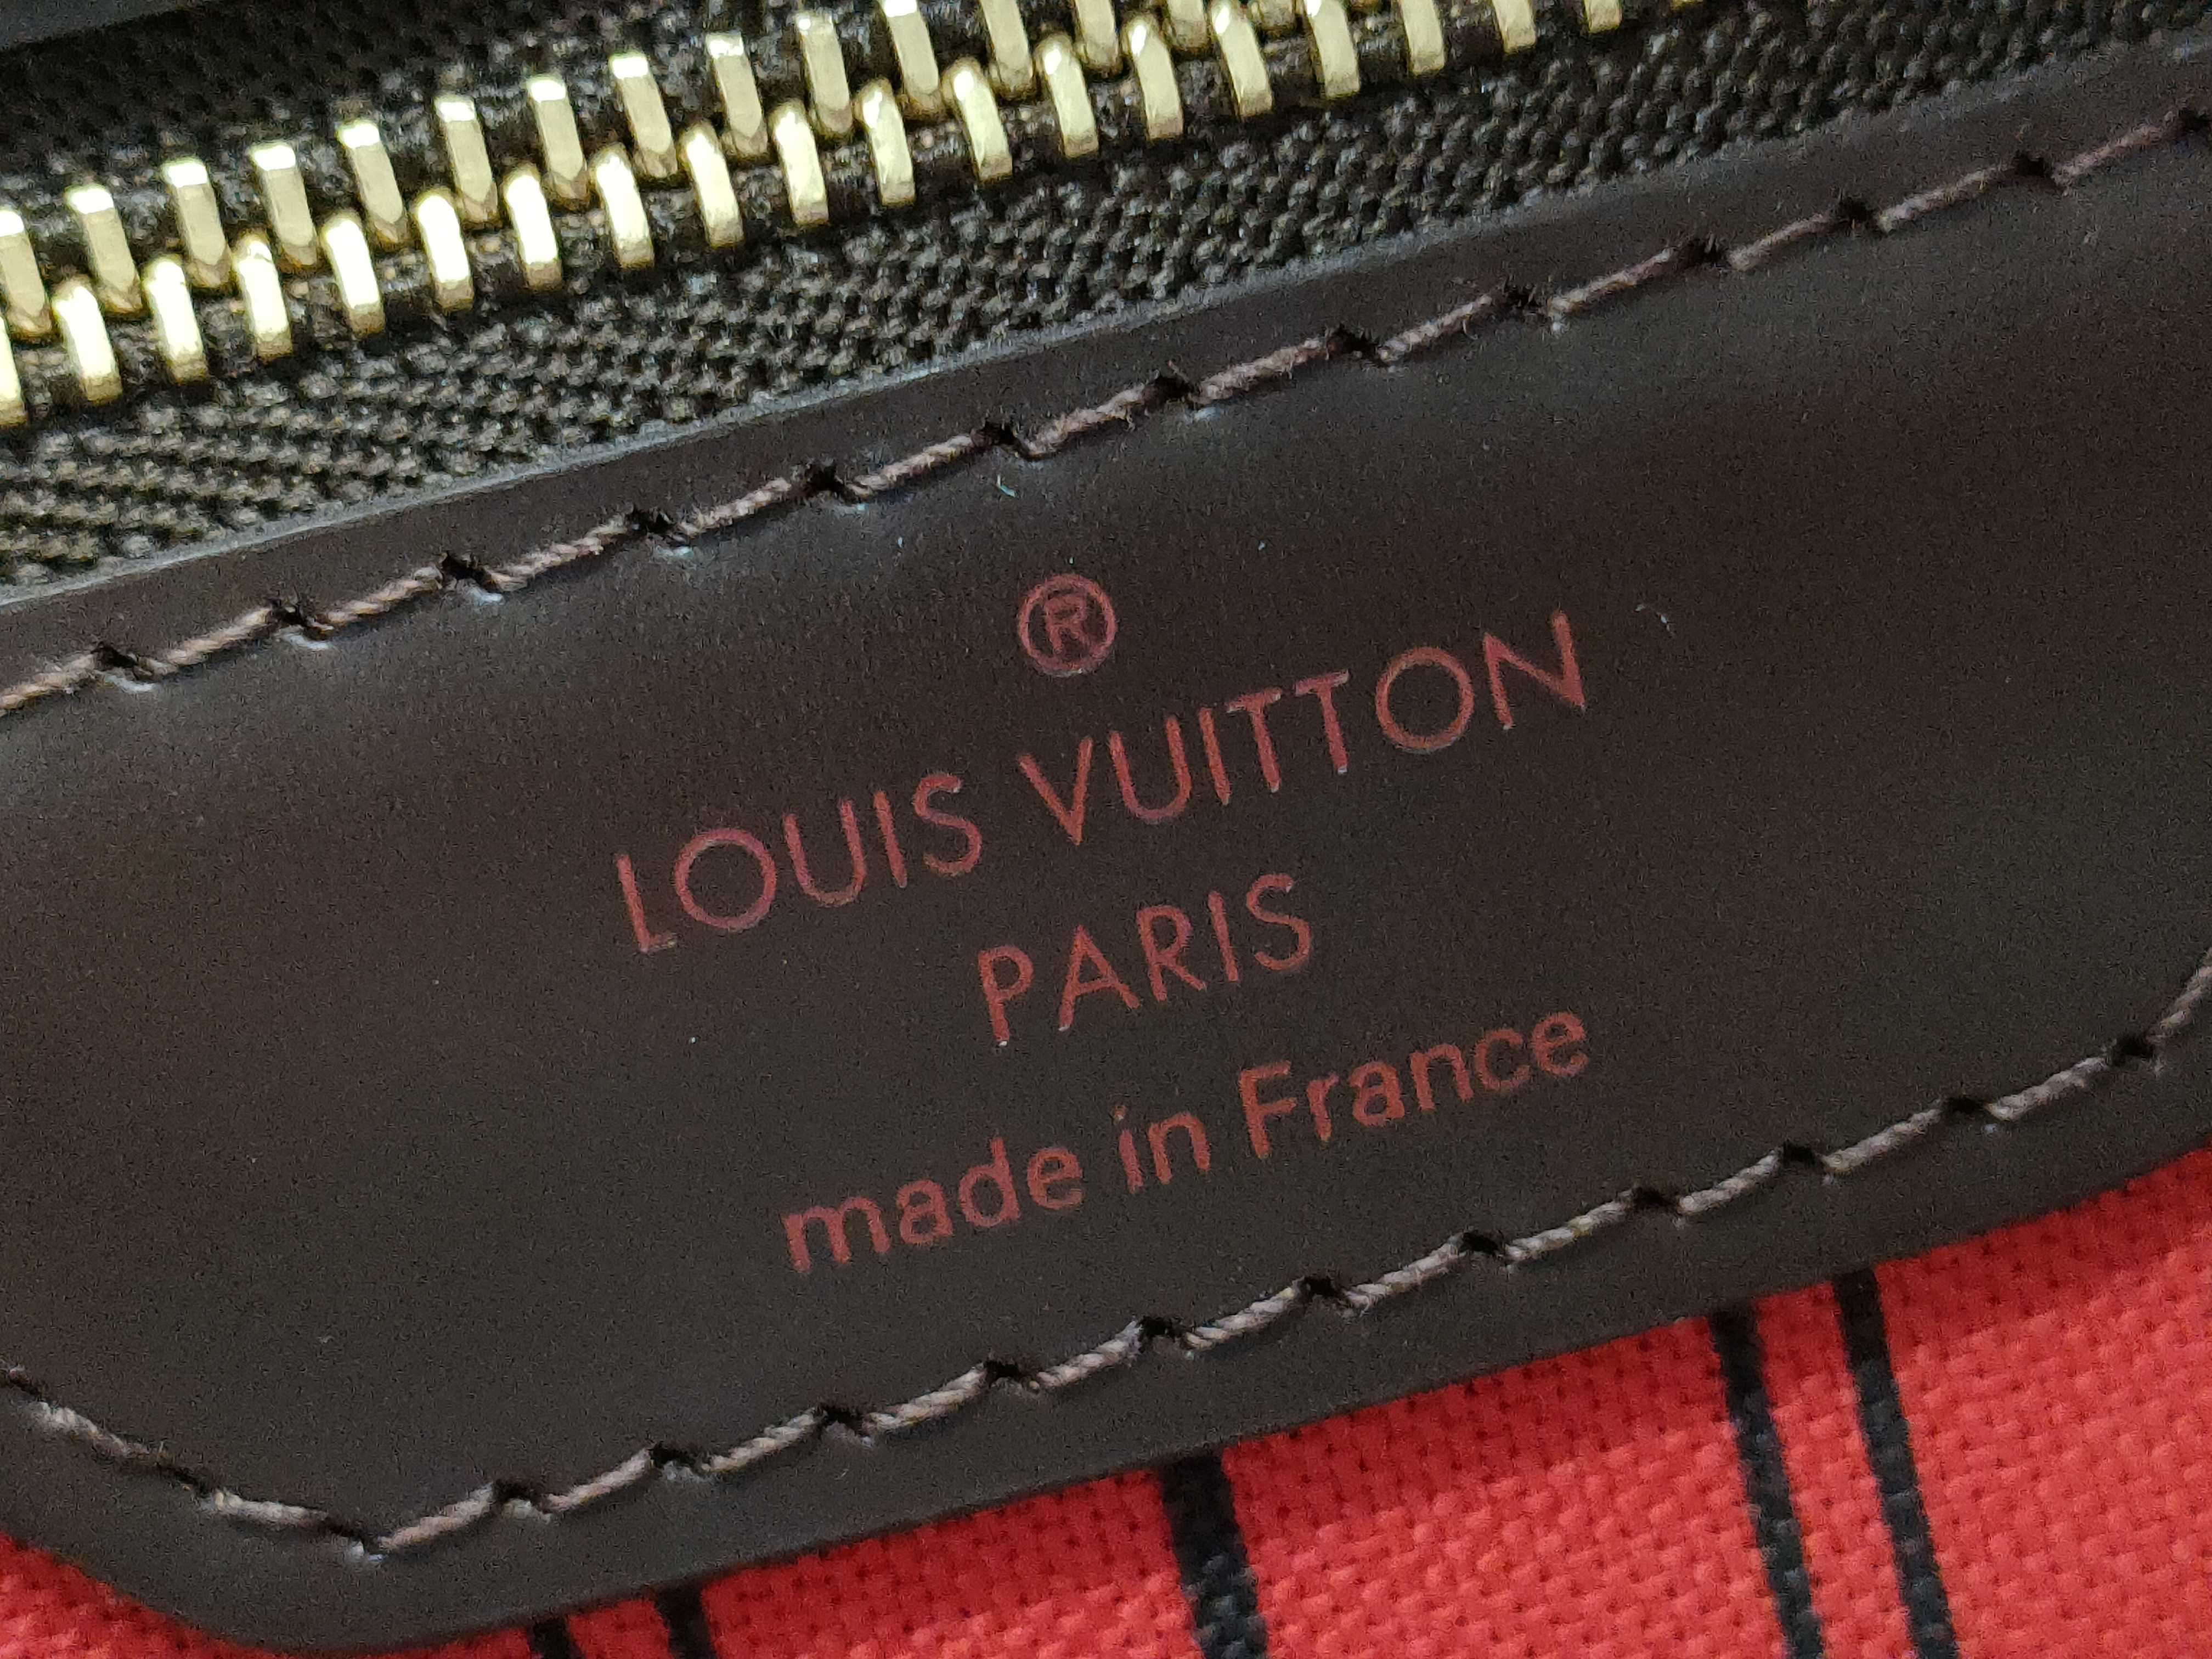 ®
LOUIS VUITTON
PARIS
made in France